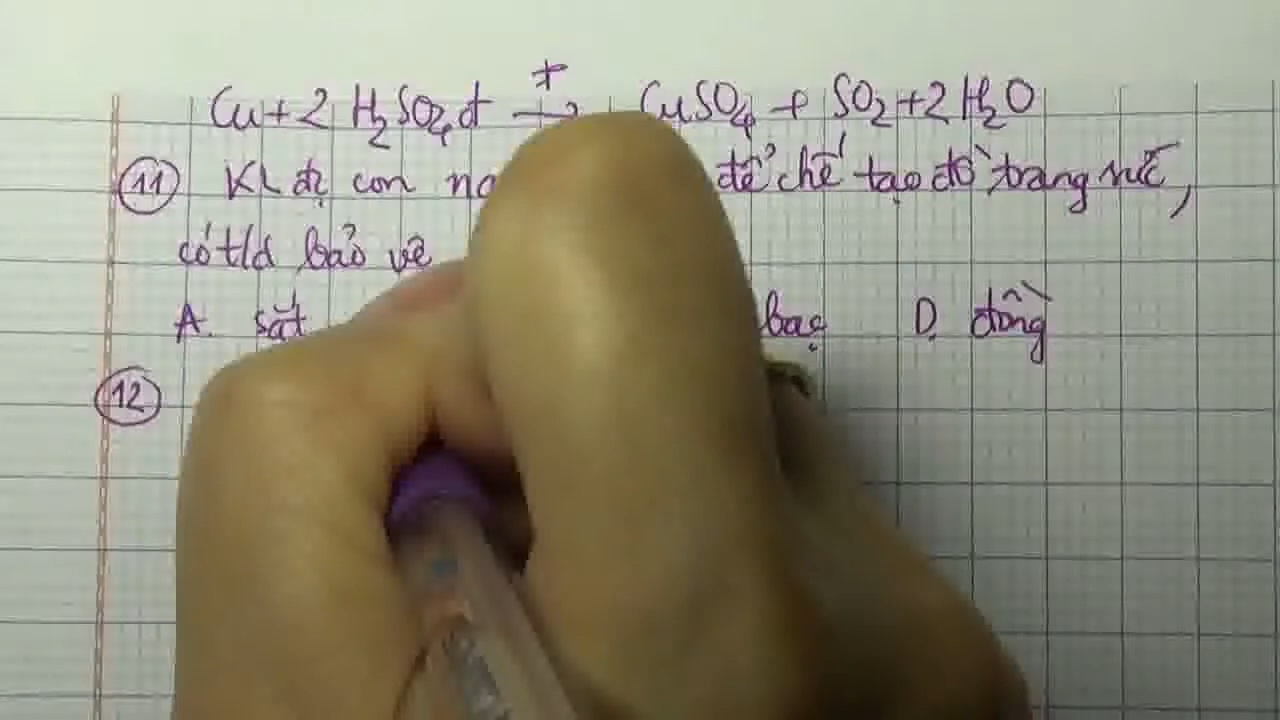 Cu + 2 H₂SO₄ đ →ᵗ CuSO₄ + SO₂ + 2 H₂O
11 KL đc con để chế tạo đồ trang sức,
có t/d bảo vệ
A. sắt bạc D. đồng
12